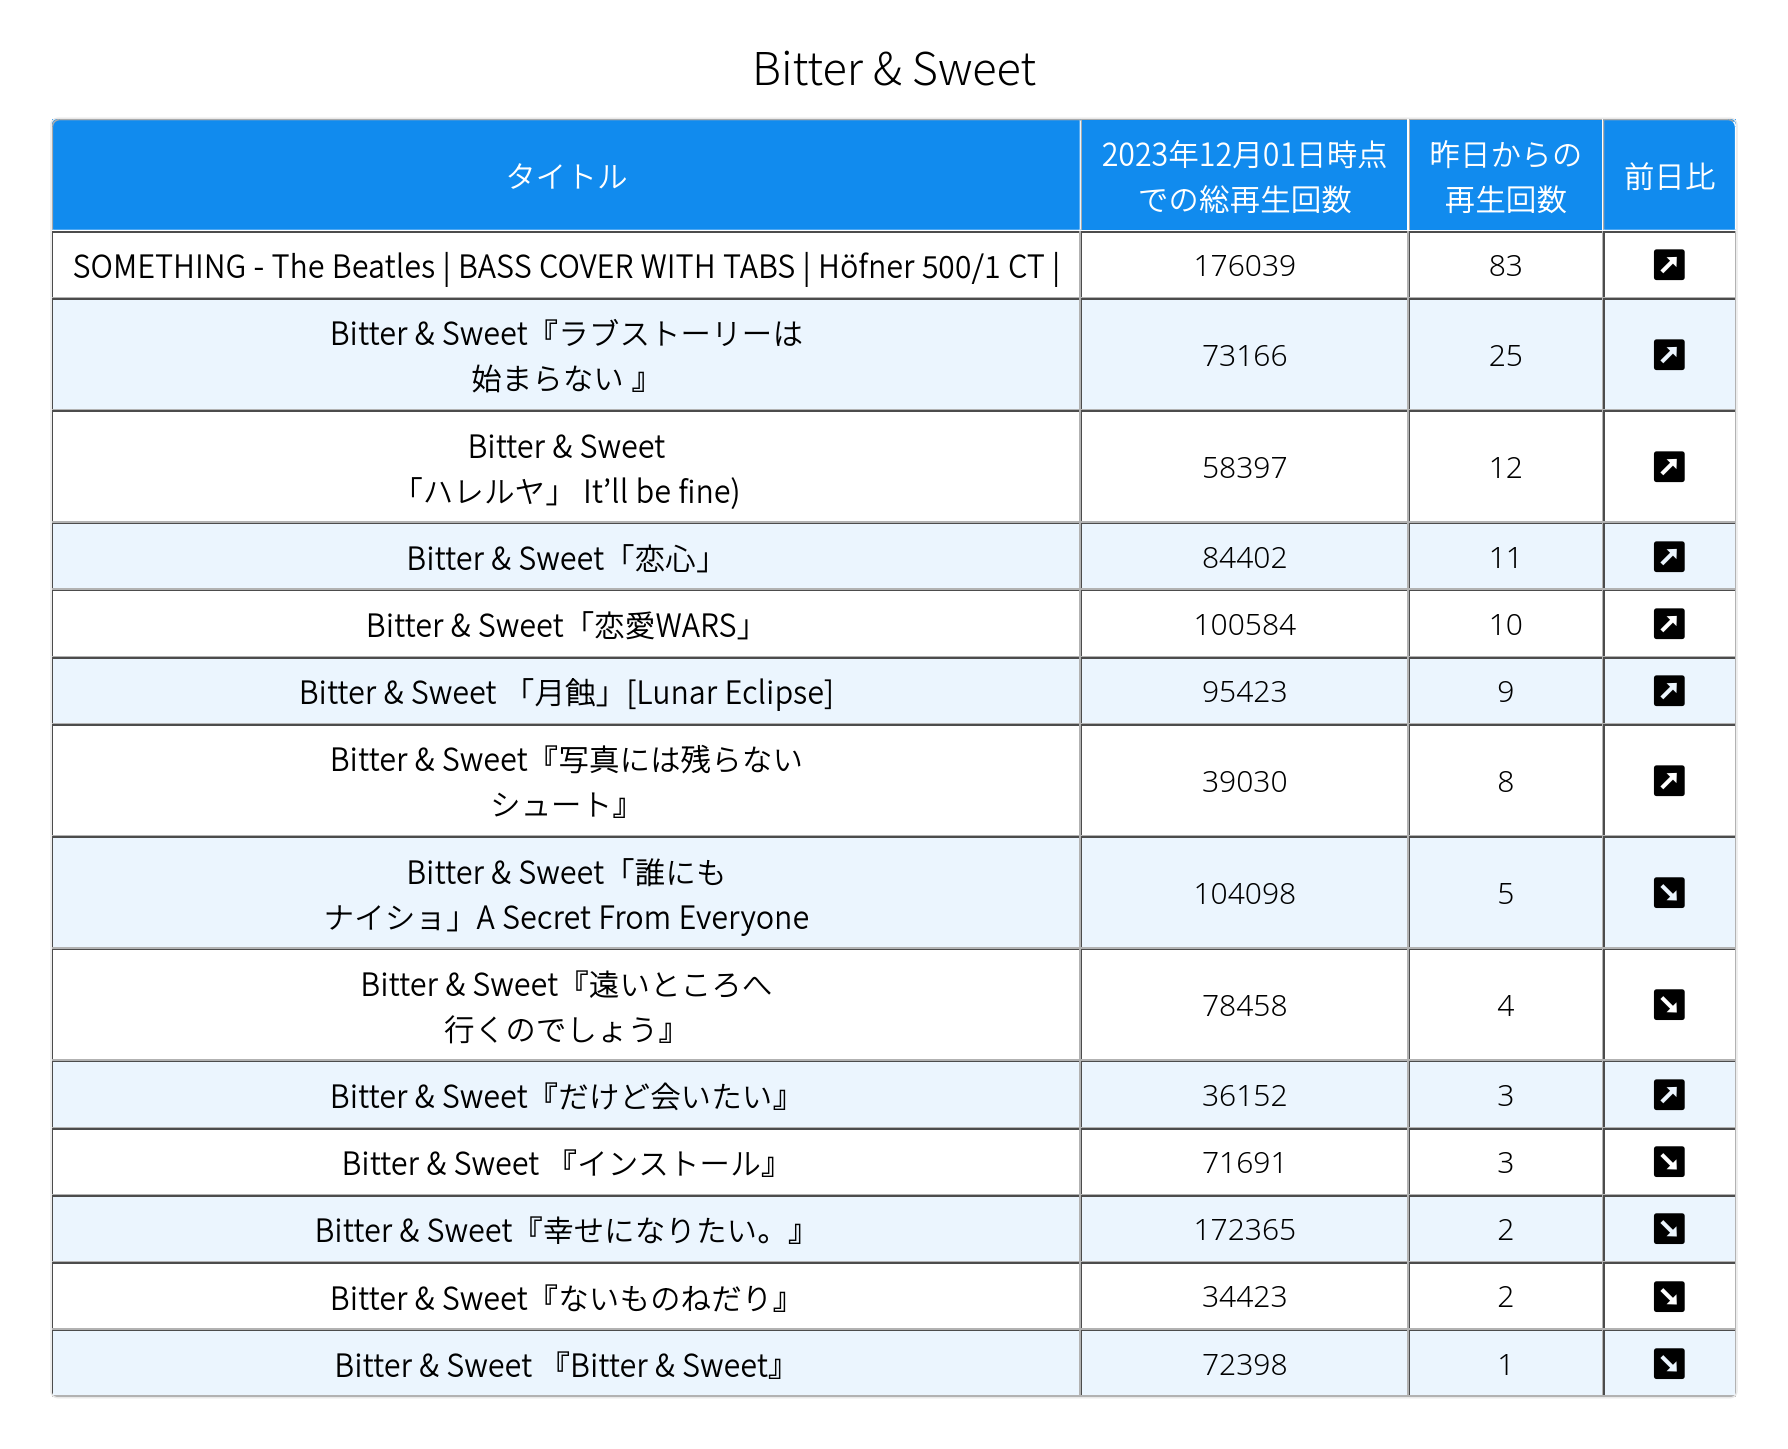 Bitter & Sweet
タイトル
2023年12月01日時点
での総再生回数
昨日からの
再生回数
前日比
SOMETHING - The Beatles | BASS COVER WITH TABS | Höfner 500/1 CT |
176039
83
Bitter & Sweet『ラブストーリーは
始まらない 』
73166
25
Bitter & Sweet
「ハレルヤ」 It’ll be fine)
58397
12
Bitter & Sweet「恋心」
84402
11
Bitter & Sweet「恋愛WARS」
100584
10
Bitter & Sweet 「月蝕」[Lunar Eclipse]
95423
9
Bitter & Sweet『写真には残らない
シュート』
39030
8
Bitter & Sweet「誰にも
ナイショ」A Secret From Everyone
104098
5
Bitter & Sweet『遠いところへ
行くのでしょう』
78458
4
Bitter & Sweet『だけど会いたい』
36152
3
Bitter & Sweet 『インストール』
71691
3
Bitter & Sweet『幸せになりたい。』
172365
2
Bitter & Sweet『ないものねだり』
34423
2
Bitter & Sweet 『Bitter & Sweet』
72398
1